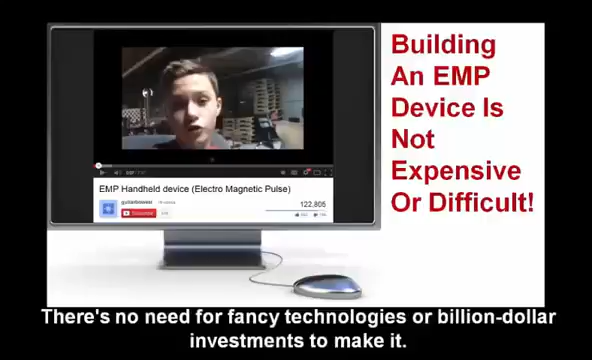 Building
An EMP
Device Is
Not
Expensive
Or Difficult!
EMP Handheld device (Electro Magnetic Pulse)
Subscribe
122,805
There's no need for fancy technologies or billion-dollar
investments to make it.